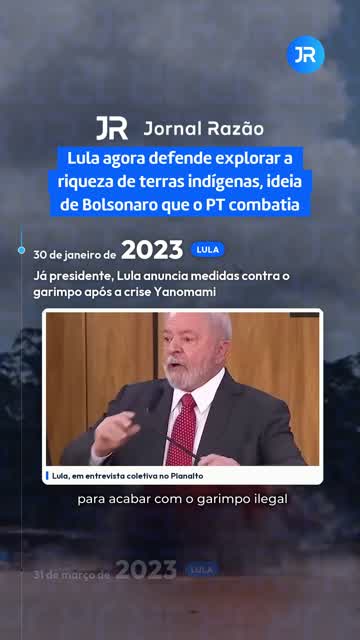 JR
JR Jornal Razão
Lula agora defende explorar a
riqueza de terras indígenas, ideia
de Bolsonaro que o PT combatia
30 de janeiro de 2023 LULA
Já presidente, Lula anuncia medidas contra o
garimpo após a crise Yanomami
Lula, em entrevista coletiva no Planalto
para acabar com o garimpo ilegal
31 de março de 2023 LULA